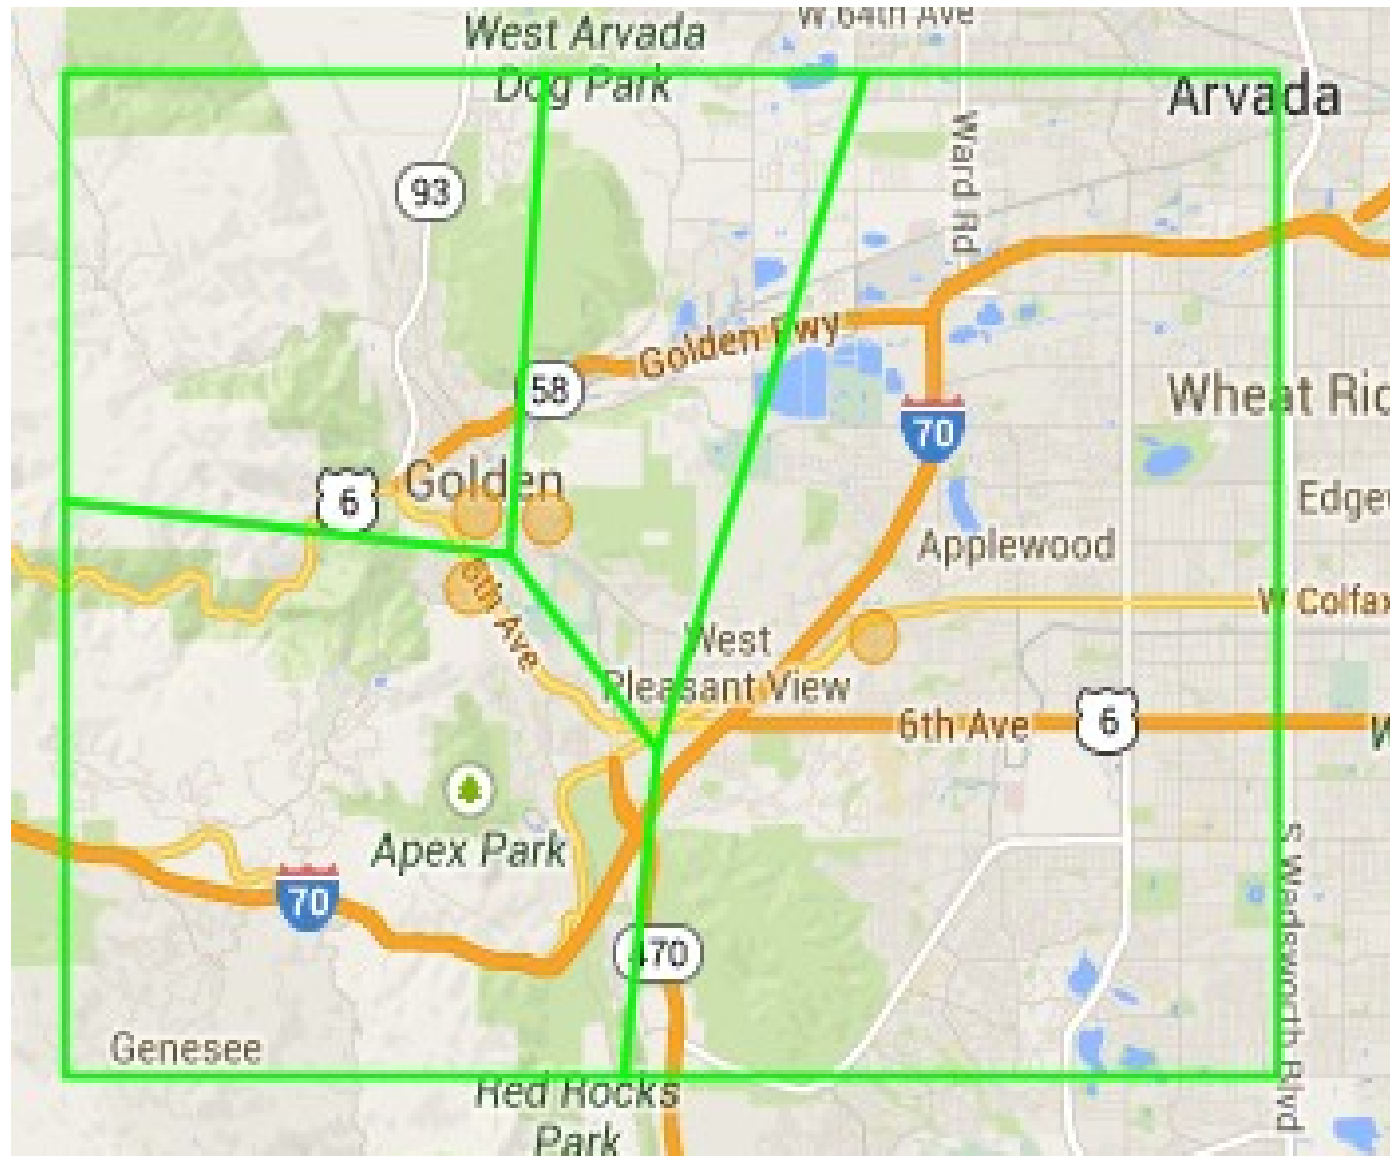 W 64th Ave
West Arvada
Dog Park
Arvada
Ward Rd
93
Golden Fwy
58
Wheat Ric
70
Golden
6
Edge
Applewood
6th Ave
W Colfax
West
Pleasant View
6th Ave
6
W
Apex Park
S Wadsworth Blvd
70
470
Genesee
Red Rocks
Park